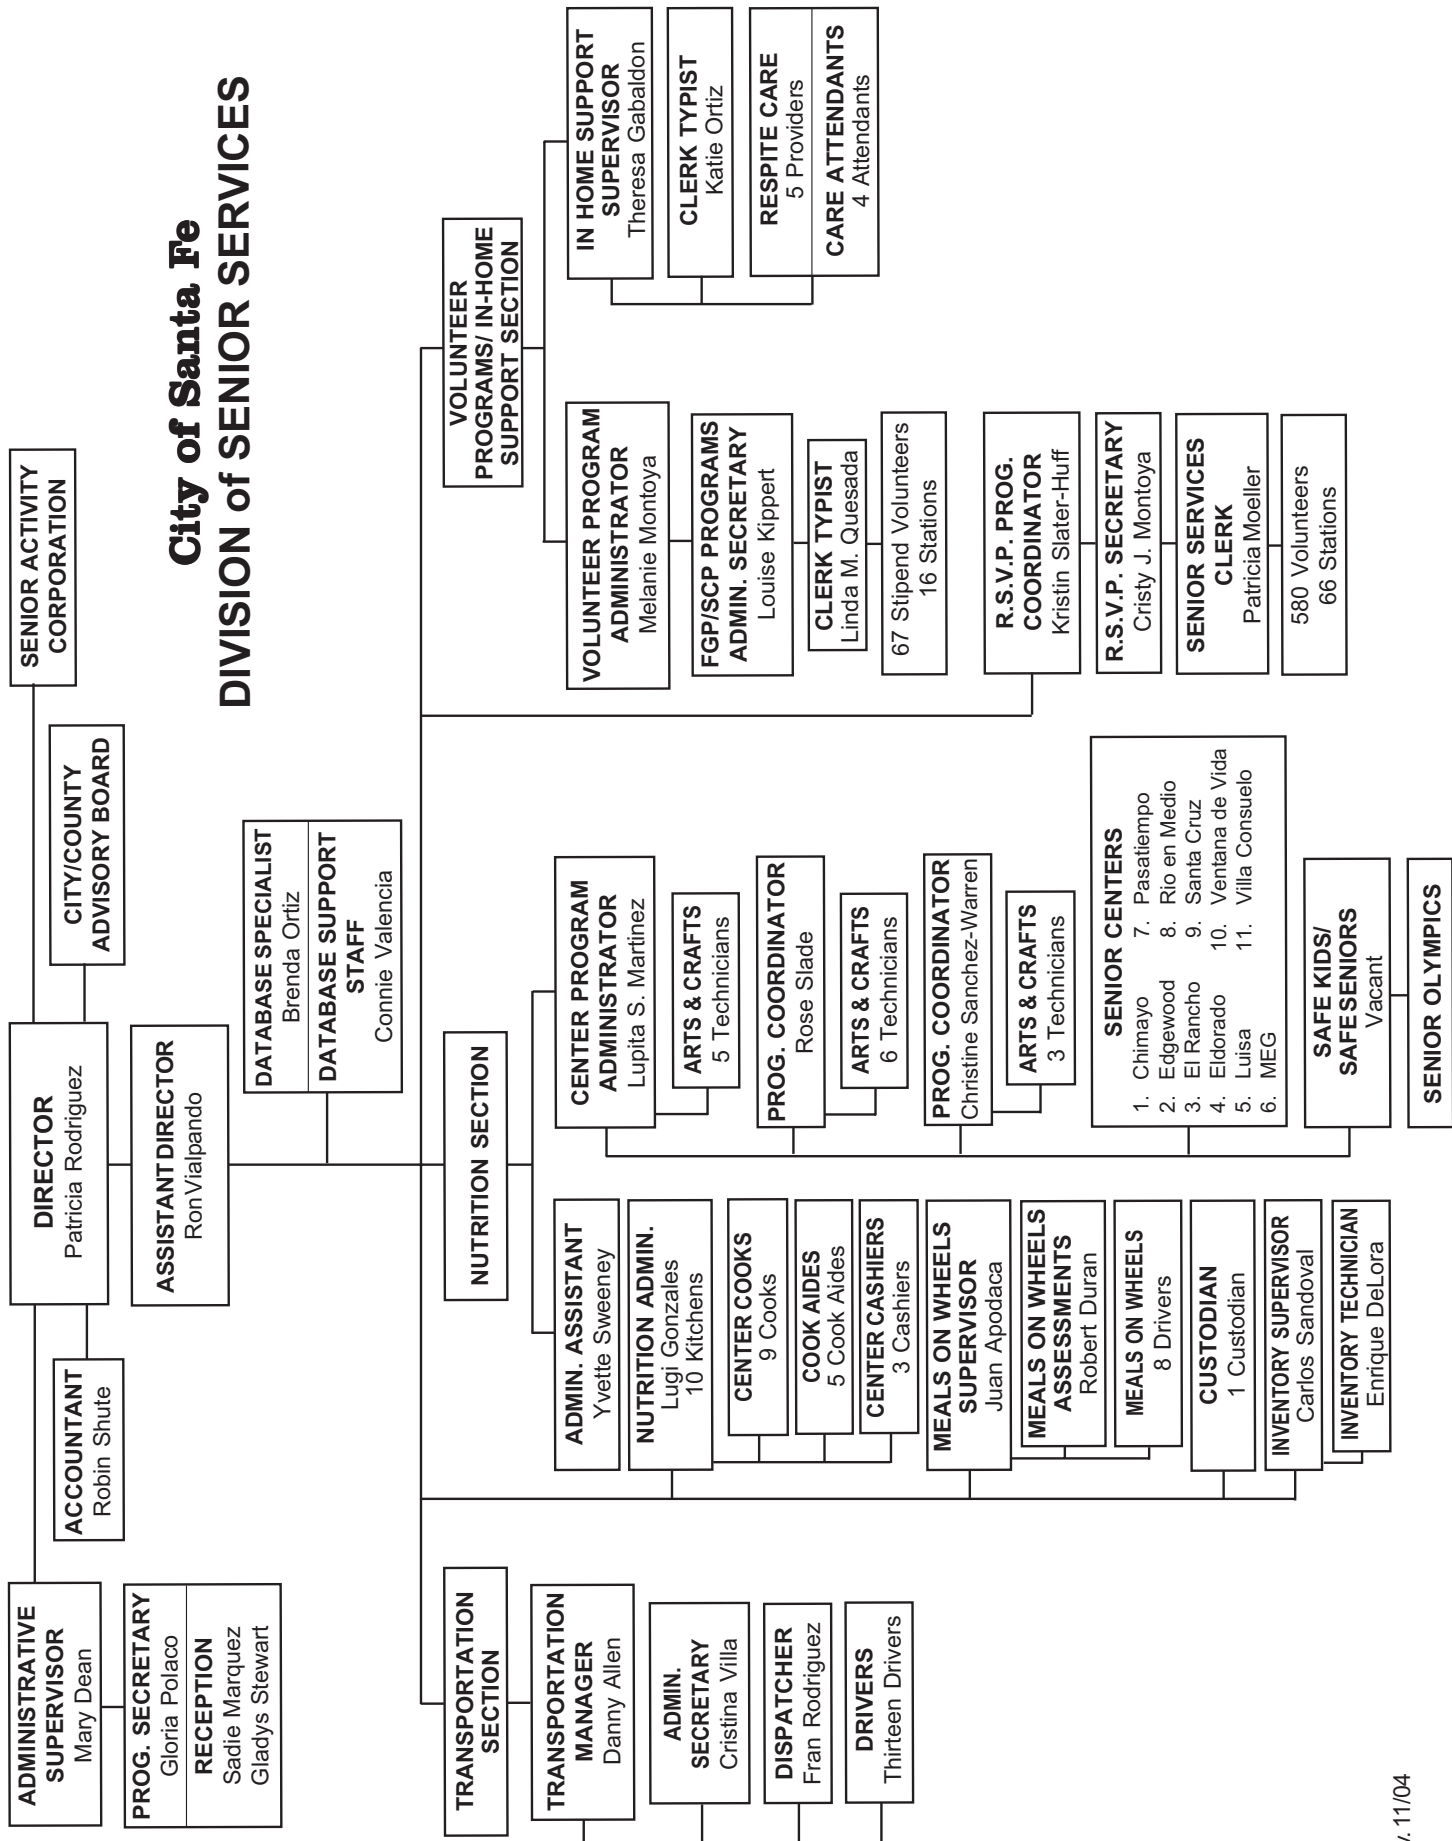 City of Santa Fe
DIVISION of SENIOR SERVICES
SENIOR ACTIVITY
CORPORATION
CITY/COUNTY
ADVISORY BOARD
DIRECTOR
Patricia Rodriguez
ADMINISTRATIVE
SUPERVISOR
Mary Dean
PROG. SECRETARY
Gloria Polaco
RECEPTION
Sadie Marquez
Gladys Stewart
ACCOUNTANT
Robin Shute
ASSISTANT DIRECTOR
Ron Vialpando
DATABASE SPECIALIST
Brenda Ortiz
DATABASE SUPPORT
STAFF
Connie Valencia
TRANSPORTATION
SECTION
TRANSPORTATION
MANAGER
Danny Allen
ADMIN.
SECRETARY
Cristina Villa
DISPATCHER
Fran Rodriguez
DRIVERS
Thirteen Drivers
NUTRITION SECTION
ADMIN. ASSISTANT
Yvette Sweeney
NUTRITION ADMIN.
Lugi Gonzales
10 Kitchens
CENTER COOKS
9 Cooks
COOK AIDES
5 Cook Aides
CENTER CASHIERS
3 Cashiers
MEALS ON WHEELS
SUPERVISOR
Juan Apodaca
MEALS ON WHEELS
ASSESSMENTS
Robert Duran
MEALS ON WHEELS
8 Drivers
CUSTODIAN
1 Custodian
INVENTORY SUPERVISOR
Carlos Sandoval
INVENTORY TECHNICIAN
Enrique DeLora
CENTER PROGRAM
ADMINISTRATOR
Lupita S. Martinez
ARTS & CRAFTS
5 Technicians
PROG. COORDINATOR
Rose Slade
ARTS & CRAFTS
6 Technicians
PROG. COORDINATOR
Christine Sanchez-Warren
ARTS & CRAFTS
3 Technicians
SENIOR CENTERS
1. Chimayo 7. Pasatiempo
2. Edgewood 8. Rio en Medio
3. El Rancho 9. Santa Cruz
4. Eldorado 10. Ventana de Vida
5. Luisa 11. Villa Consuelo
6. MEG
SAFE KIDS/
SAFE SENIORS
Vacant
SENIOR OLYMPICS
VOLUNTEER
PROGRAMS/ IN-HOME
SUPPORT SECTION
VOLUNTEER PROGRAM
ADMINISTRATOR
Melanie Montoya
FGP/SCP PROGRAMS
ADMIN. SECRETARY
Louise Kippert
CLERK TYPIST
Linda M. Quesada
67 Stipend Volunteers
16 Stations
R.S.V.P. PROG.
COORDINATOR
Kristin Slater-Huff
R.S.V.P. SECRETARY
Cristy J. Montoya
SENIOR SERVICES
CLERK
Patricia Moeller
580 Volunteers
66 Stations
IN HOME SUPPORT
SUPERVISOR
Theresa Gabaldon
CLERK TYPIST
Katie Ortiz
RESPITE CARE
5 Providers
CARE ATTENDANTS
4 Attendants
11/04